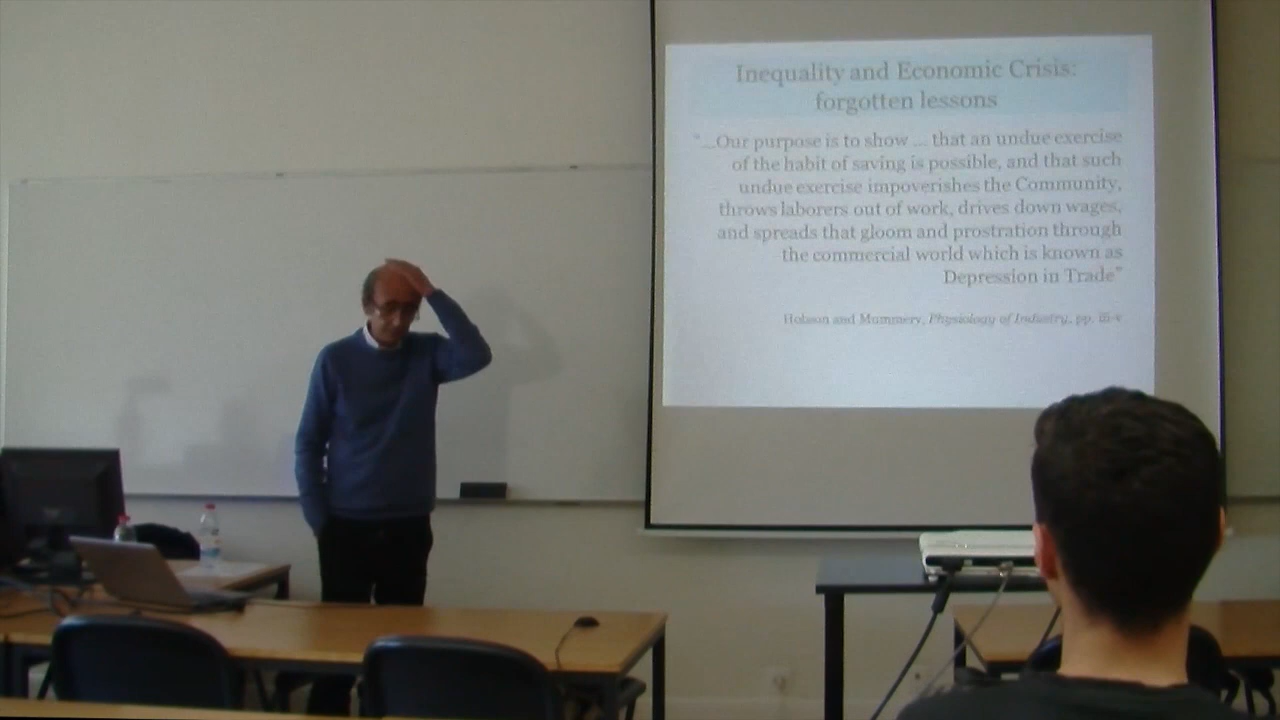 Inequality and Economic Crisis:
forgotten lessons
"...Our purpose is to show ... that an undue exercise
of the habit of saving is possible, and that such
undue exercise impoverishes the Community,
throws laborers out of work, drives down wages,
and spreads that gloom and prostration through
the commercial world which is known as
Depression in Trade"
Hobson and Mummery, Physiology of Industry, pp. iii-v